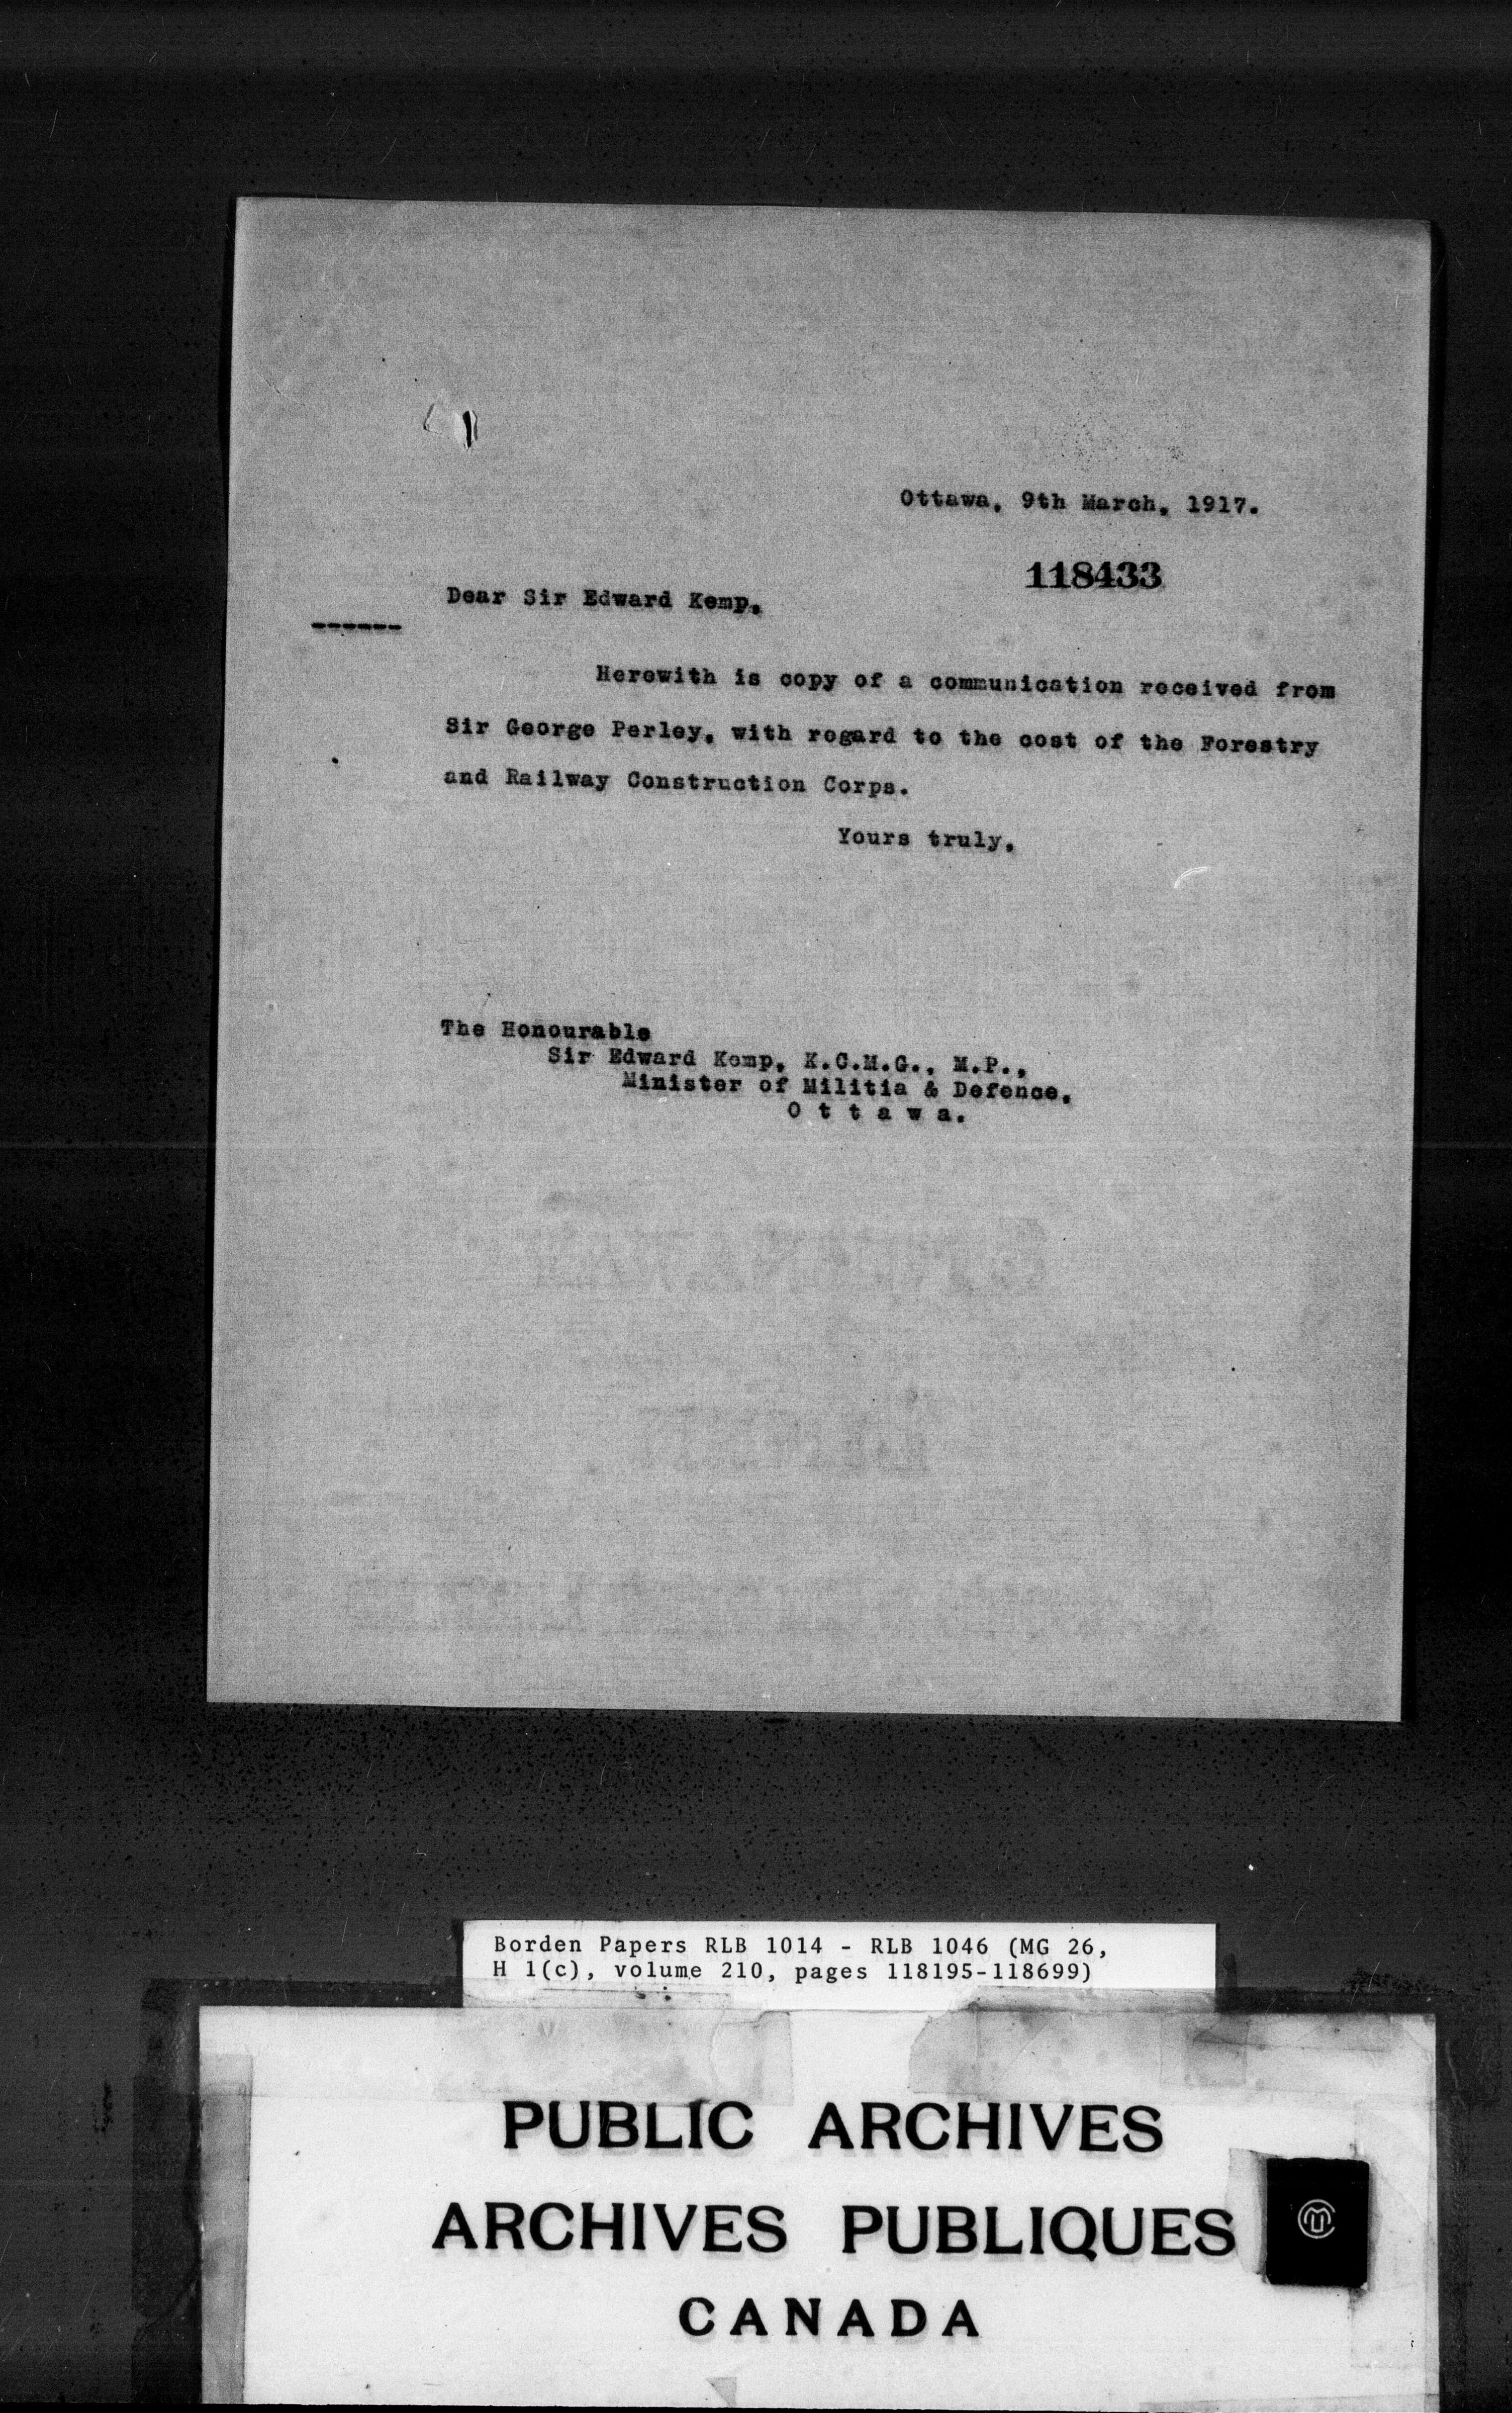 Ottawa, 9th March, 1917.
118433
Dear Sir Edward Kemp,
------
Herewith is copy of a communication received from
Sir George Perley, with regard to the cost of the Forestry
and Railway Construction Corps.
Yours truly,
The Honourable
Sir Edward Kemp, K.C.M.G., M.P.,
Minister of Militia & Defence,
O t t a w a.
Borden Papers RLB 1014 - RLB 1046 (MG 26,
H 1(c), volume 210, pages 118195-118699)
PUBLIC ARCHIVES
ARCHIVES PUBLIQUES
CANADA